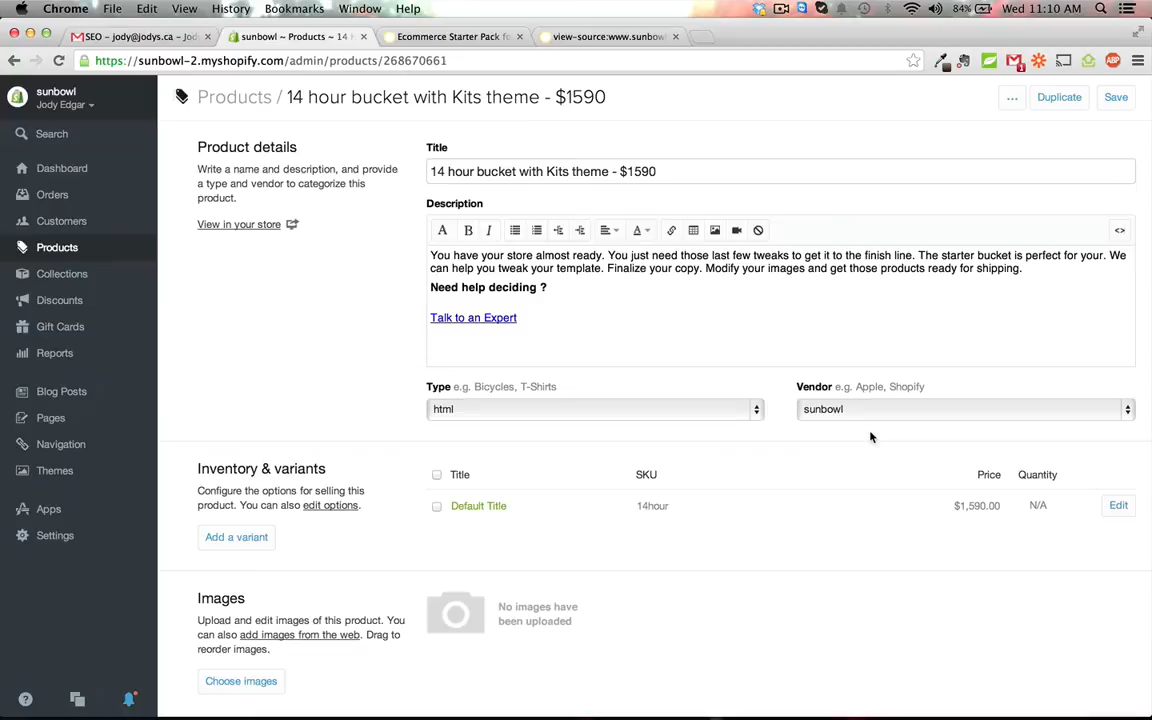 Chrome File Edit View History Bookmarks Window Help 84% Wed 11:10 AM
SEO - jody@jodys.ca - Jod
sunbowl ~ Products ~ 14 h
Ecommerce Starter Pack fo
view-source:www.sunbowl
https://sunbowl-2.myshopify.com/admin/products/268670661
sunbowl
Jody Edgar
Search
Dashboard
Orders
Customers
Products
Collections
Discounts
Gift Cards
Reports
Blog Posts
Pages
Navigation
Themes
Apps
Settings
Products / 14 hour bucket with Kits theme - $1590
... Duplicate Save
Product details
Write a name and description, and provide
a type and vendor to categorize this
product.
View in your store
Title
14 hour bucket with Kits theme - $1590
Description
A B I A <>
You have your store almost ready. You just need those last few tweaks to get it to the finish line. The starter bucket is perfect for your. We
can help you tweak your template. Finalize your copy. Modify your images and get those products ready for shipping.
Need help deciding ?
Talk to an Expert
Type e.g. Bicycles, T-Shirts
html
Vendor e.g. Apple, Shopify
sunbowl
Inventory & variants
Configure the options for selling this
product. You can also edit options.
Add a variant
Title SKU Price Quantity
Default Title 14hour $1,590.00 N/A Edit
Images
Upload and edit images of this product. You
can also add images from the web. Drag to
reorder images.
Choose images
No images have
been uploaded